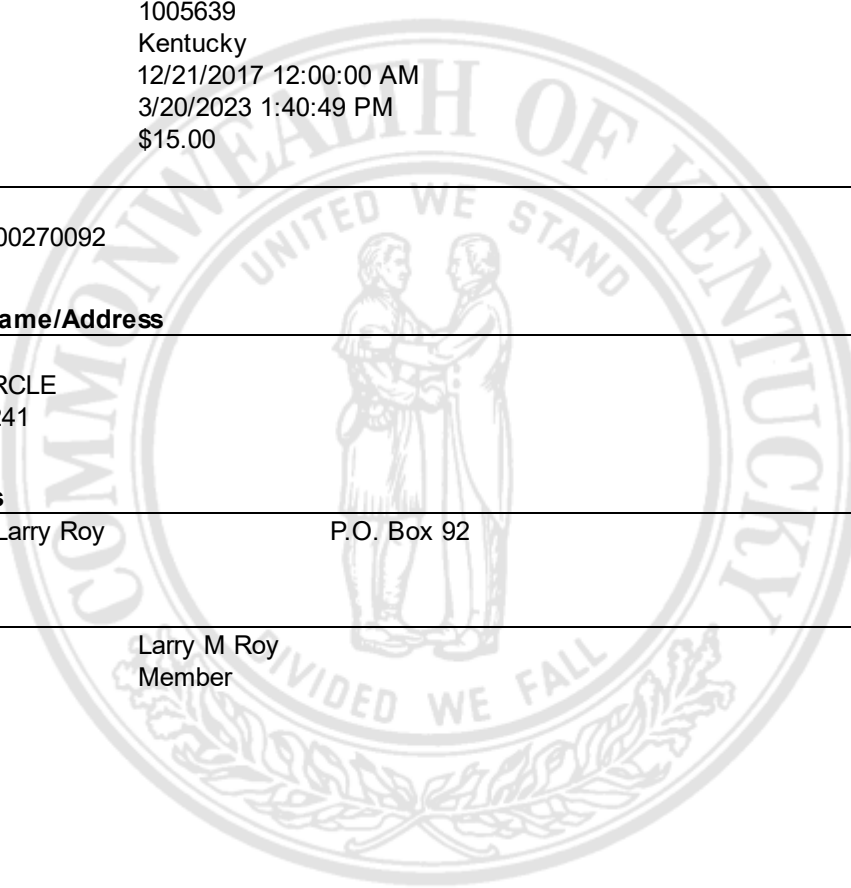 1005639
Kentucky
12/21/2017 12:00:00 AM
3/20/2023 1:40:49 PM
$15.00
00270092
ame/Address
RCLE
241
s
Larry Roy P.O. Box 92
Larry M Roy
Member
COMMONWEALTH OF KENTUCKY
UNITED WE STAND
DIVIDED WE FALL